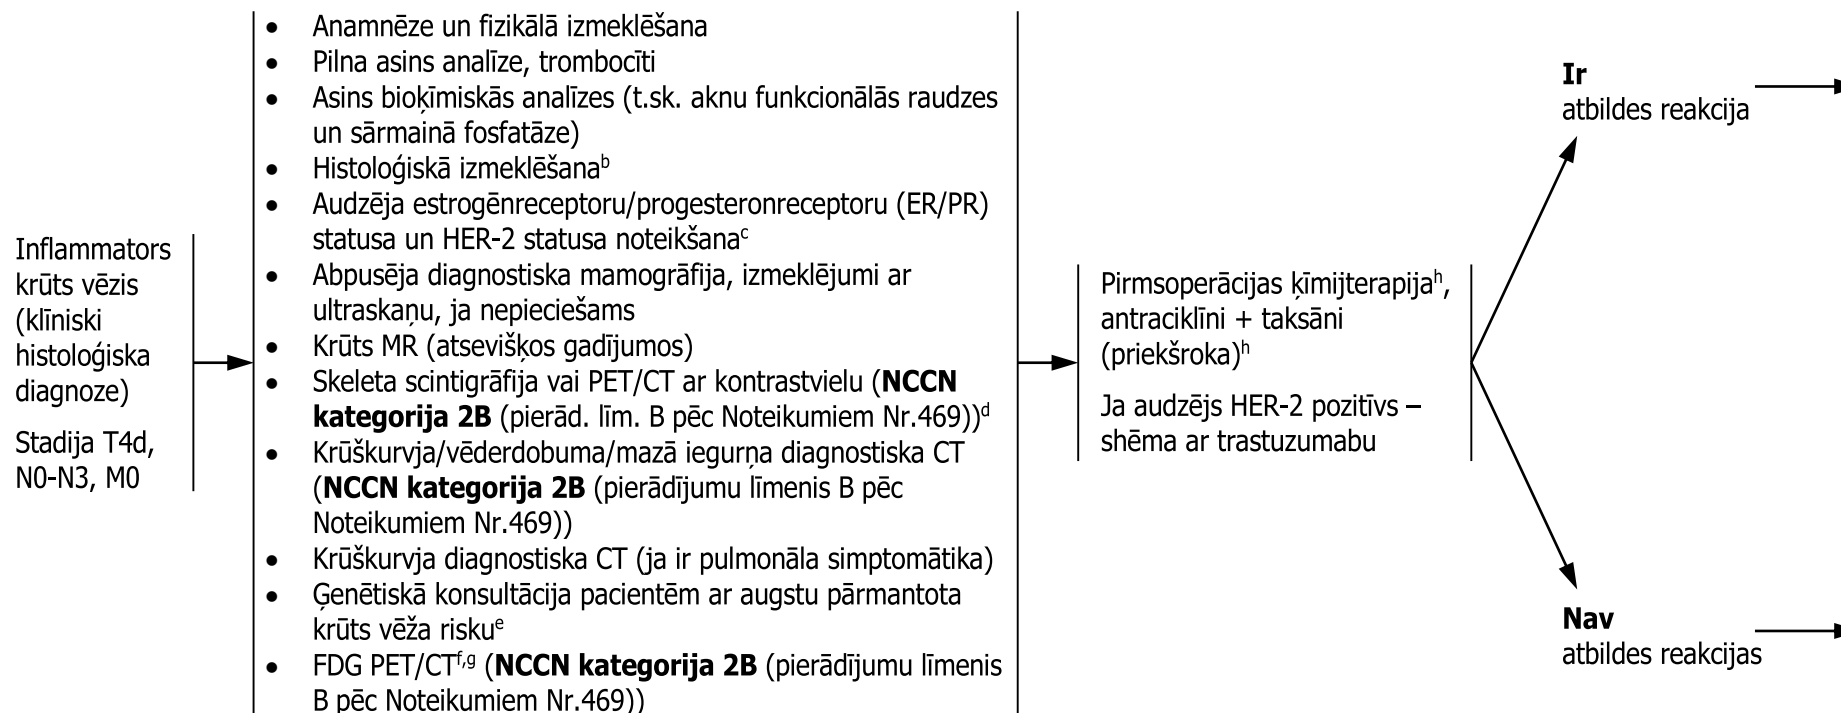 Inflammators
krūts vēzis
(klīniski
histoloģiska
diagnoze)
Stadija T4d,
N0-N3, M0
• Anamnēze un fizikālā izmeklēšana
• Pilna asins analīze, trombocīti
• Asins bioķīmiskās analīzes (t.sk. aknu funkcionālās raudzes
un sārmainā fosfatāze)
• Histoloģiskā izmeklēšanaᵇ
• Audzēja estrogēnreceptoru/progesteronreceptoru (ER/PR)
statusa un HER-2 statusa noteikšanaᶜ
• Abpusēja diagnostiska mamogrāfija, izmeklējumi ar
ultraskaņu, ja nepieciešams
• Krūts MR (atsevišķos gadījumos)
• Skeleta scintigrāfija vai PET/CT ar kontrastvielu (NCCN
kategorija 2B (pierād. līm. B pēc Noteikumiem Nr.469))ᵈ
• Krūškurvja/vēderdobuma/mazā iegurņa diagnostiska CT
(NCCN kategorija 2B (pierādījumu līmenis B pēc
Noteikumiem Nr.469))
• Krūškurvja diagnostiska CT (ja ir pulmonāla simptomātika)
• Ģenētiskā konsultācija pacientēm ar augstu pārmantota
krūts vēža riskuᵉ
• FDG PET/CTᶠ,ᵍ (NCCN kategorija 2B (pierādījumu līmenis
B pēc Noteikumiem Nr.469))
Pirmsoperācijas ķīmijterapijaʰ,
antraciklīni + taksāni
(priekšroka)ʰ
Ja audzējs HER-2 pozitīvs –
shēma ar trastuzumabu
Ir
atbildes reakcija
Nav
atbildes reakcijas